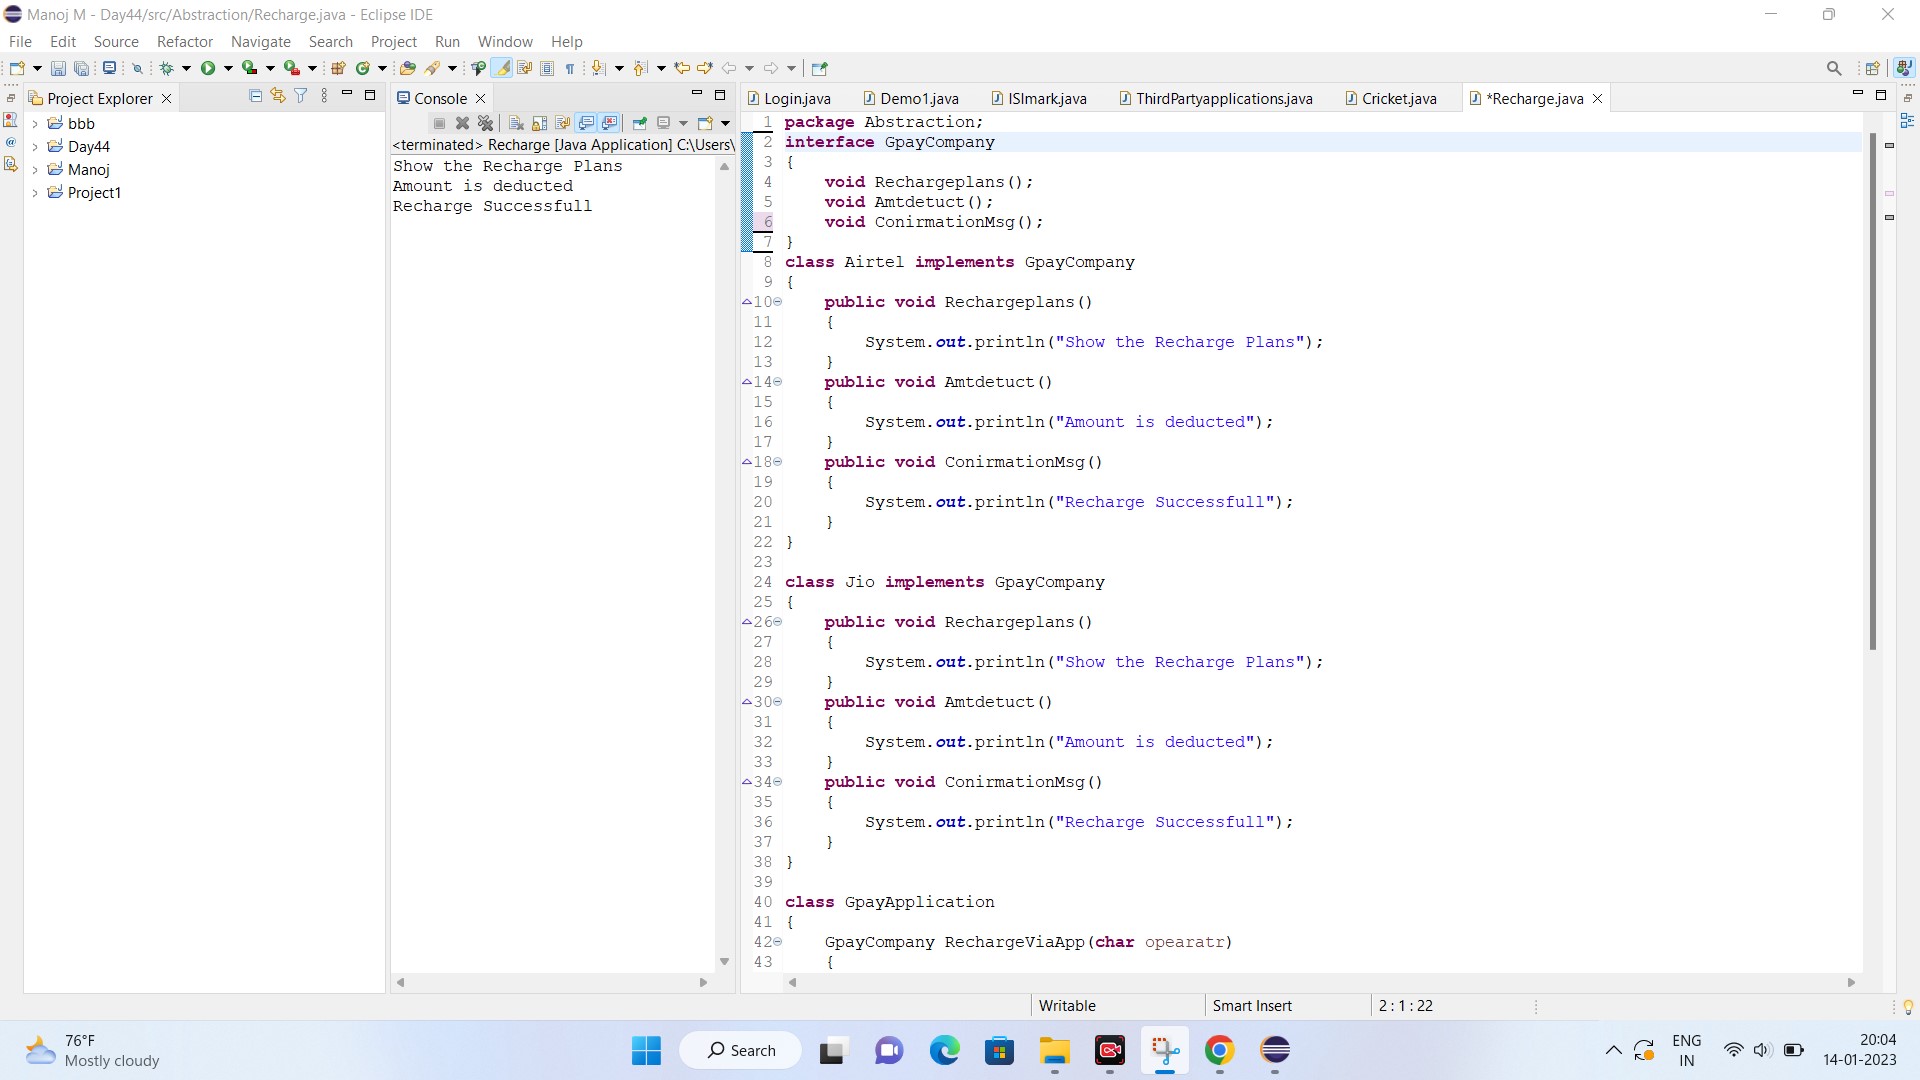 Manoj M - Day44/src/Abstraction/Recharge.java - Eclipse IDE
File Edit Source Refactor Navigate Search Project Run Window Help
Project Explorer
bbb
Day44
Manoj
Project1
Console
<terminated> Recharge [Java Application] C:\Users\
Show the Recharge Plans
Amount is deducted
Recharge Successfull
Login.java Demo1.java ISImark.java ThirdPartyapplications.java Cricket.java *Recharge.java
1 package Abstraction;
2 interface GpayCompany
3 {
4 void Rechargeplans();
5 void Amtdetuct();
6 void ConirmationMsg();
7 }
8 class Airtel implements GpayCompany
9 {
10 public void Rechargeplans()
11 {
12 System.out.println("Show the Recharge Plans");
13 }
14 public void Amtdetuct()
15 {
16 System.out.println("Amount is deducted");
17 }
18 public void ConirmationMsg()
19 {
20 System.out.println("Recharge Successfull");
21 }
22 }
23
24 class Jio implements GpayCompany
25 {
26 public void Rechargeplans()
27 {
28 System.out.println("Show the Recharge Plans");
29 }
30 public void Amtdetuct()
31 {
32 System.out.println("Amount is deducted");
33 }
34 public void ConirmationMsg()
35 {
36 System.out.println("Recharge Successfull");
37 }
38 }
39
40 class GpayApplication
41 {
42 GpayCompany RechargeViaApp(char opearatr)
43 {
Writable Smart Insert 2 : 1 : 22
76°F
Mostly cloudy
Search
ENG
IN
20:04
14-01-2023